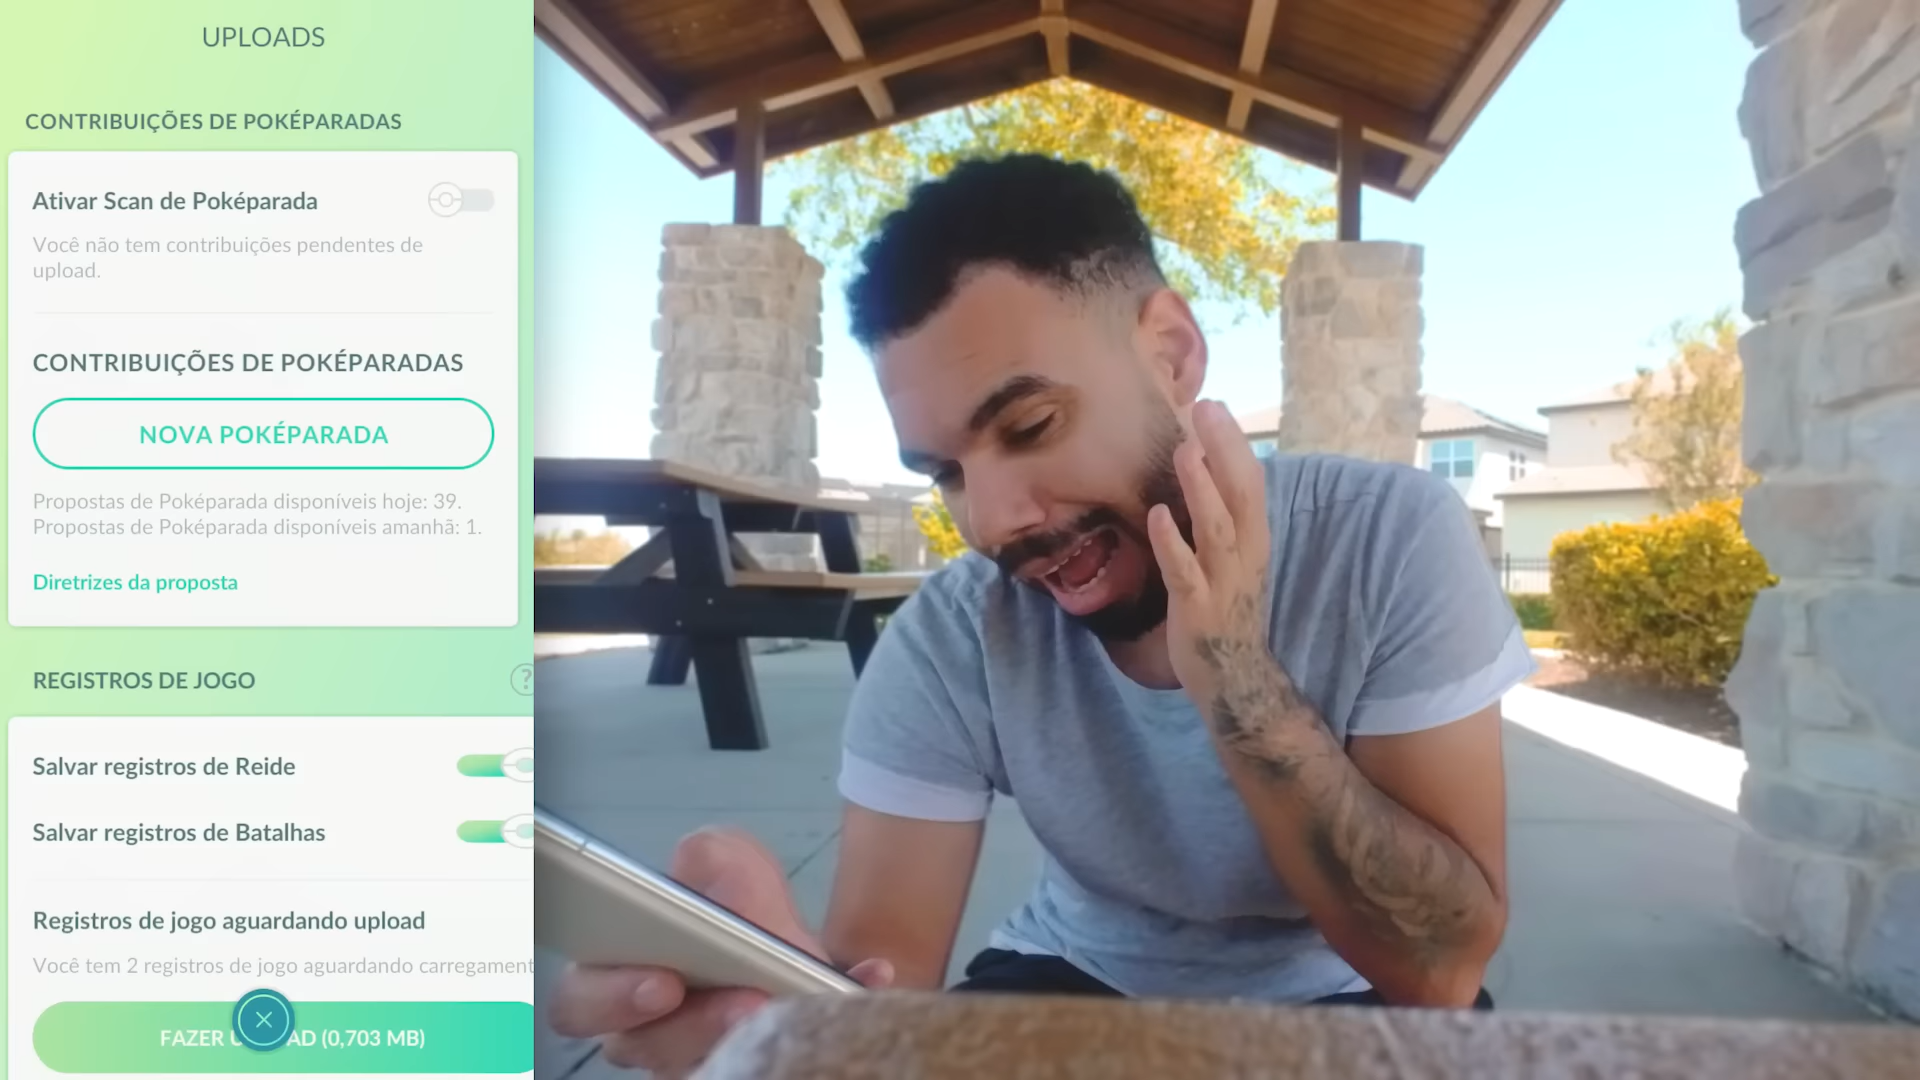 UPLOADS
CONTRIBUIÇÕES DE POKÉPARADAS
Ativar Scan de Poképarada
Você não tem contribuições pendentes de
upload.
CONTRIBUIÇÕES DE POKÉPARADAS
NOVA POKÉPARADA
Propostas de Poképarada disponíveis hoje: 39.
Propostas de Poképarada disponíveis amanhã: 1.
Diretrizes da proposta
REGISTROS DE JOGO
?
Salvar registros de Reide
Salvar registros de Batalhas
Registros de jogo aguardando upload
Você tem 2 registros de jogo aguardando carregament
FAZER (0,703 MB)